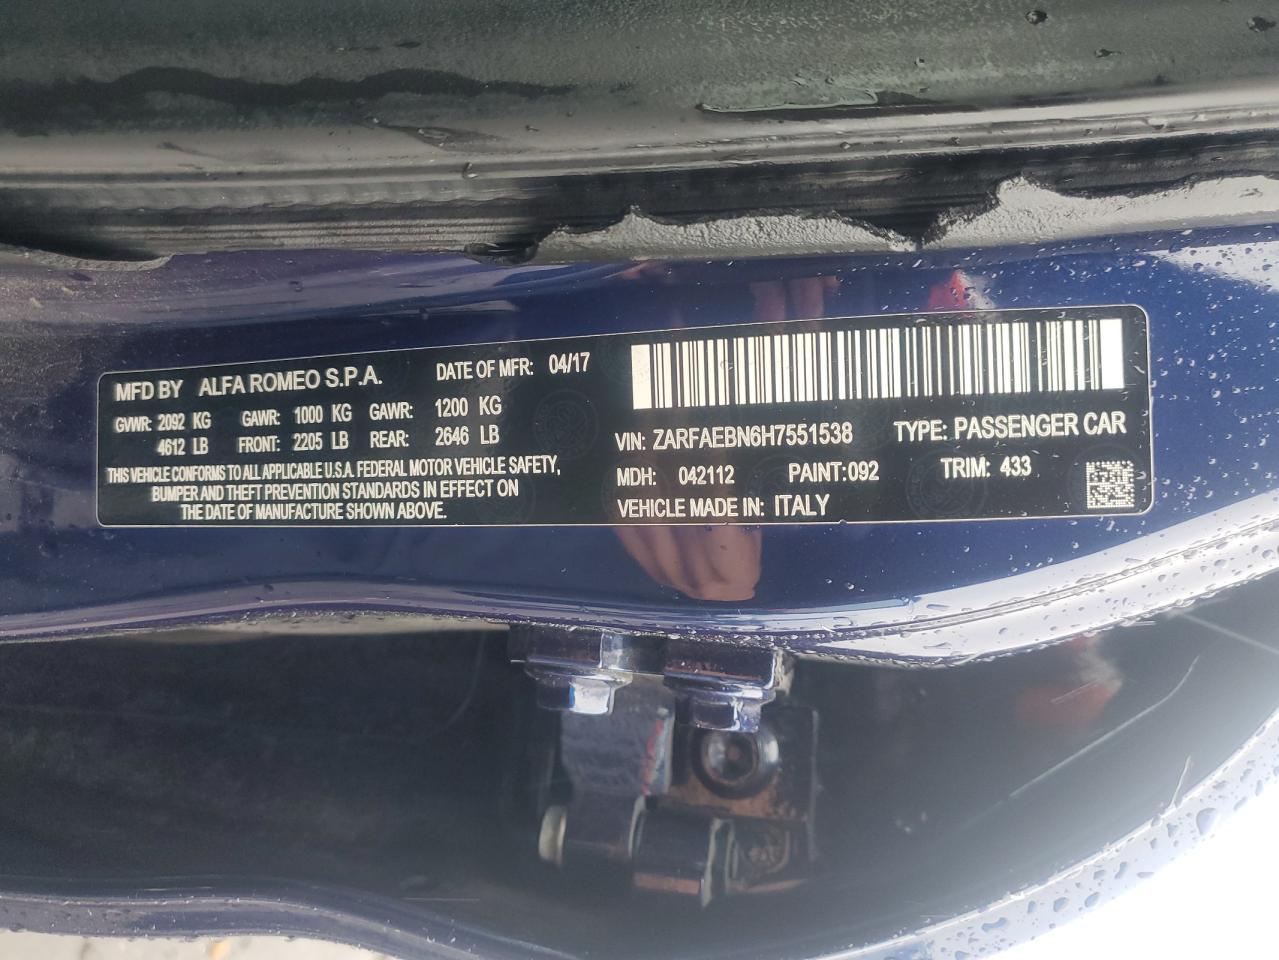 MFD BY ALFA ROMEO S.P.A. DATE OF MFR: 04/17
GVWR: 2092 KG GAWR: 1000 KG GAWR: 1200 KG
4612 LB FRONT: 2205 LB REAR: 2646 LB
THIS VEHICLE CONFORMS TO ALL APPLICABLE U.S.A. FEDERAL MOTOR VEHICLE SAFETY,
BUMPER AND THEFT PREVENTION STANDARDS IN EFFECT ON
THE DATE OF MANUFACTURE SHOWN ABOVE.
VIN: ZARFAEBN6H7551538 TYPE: PASSENGER CAR
MDH: 042112 PAINT:092 TRIM: 433
VEHICLE MADE IN: ITALY